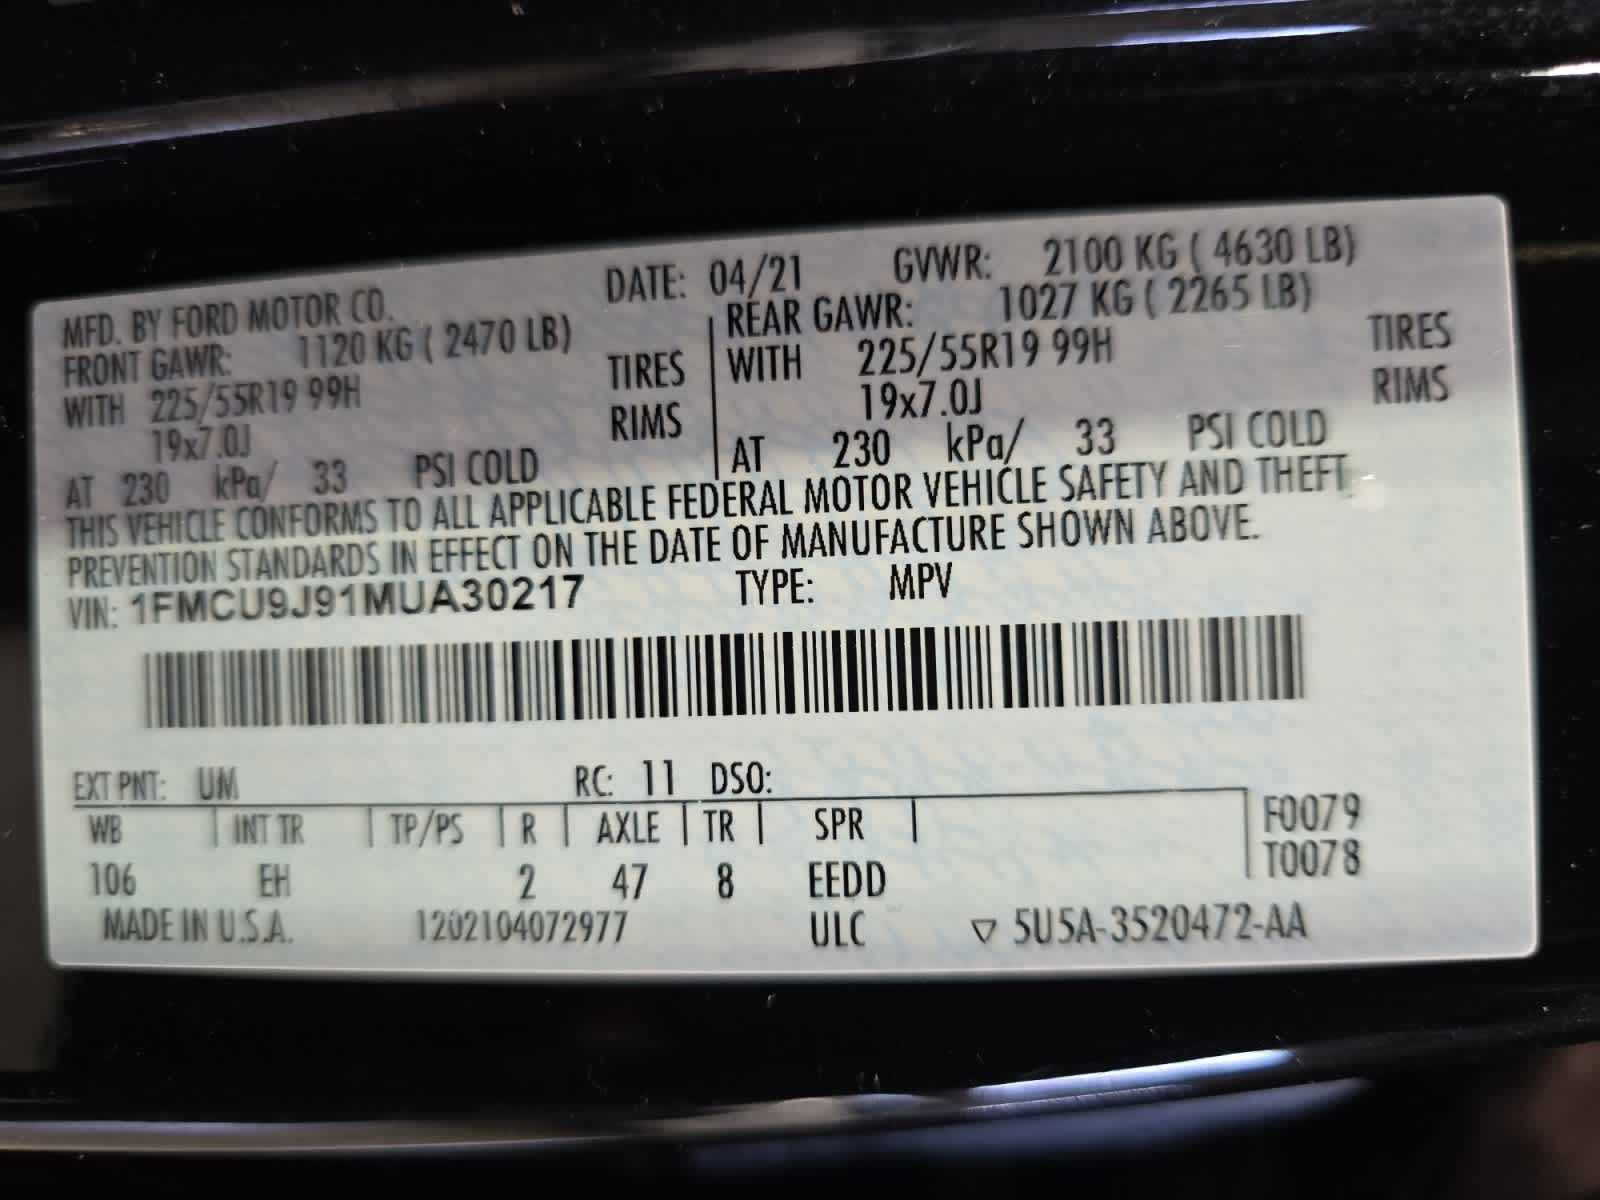 MFD. BY FORD MOTOR CO. DATE: 04/21 GVWR: 2100 KG ( 4630 LB)
FRONT GAWR: 1120 KG ( 2470 LB) REAR GAWR: 1027 KG ( 2265 LB)
WITH 225/55R19 99H TIRES WITH 225/55R19 99H TIRES
19x7.0J RIMS 19x7.0J RIMS
AT 230 kPa/ 33 PSI COLD AT 230 kPa/ 33 PSI COLD
THIS VEHICLE CONFORMS TO ALL APPLICABLE FEDERAL MOTOR VEHICLE SAFETY AND THEFT
PREVENTION STANDARDS IN EFFECT ON THE DATE OF MANUFACTURE SHOWN ABOVE.
VIN: 1FMCU9J91MUA30217 TYPE: MPV
EXT PNT: UM RC: 11 DSO:
WB INT TR TP/PS R AXLE TR SPR F0079
106 EH 2 47 8 EEDD T0078
MADE IN U.S.A. 1202104072977 ULC ▽ 5U5A-3520472-AA